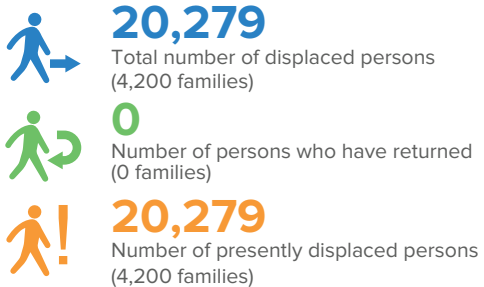 20,279
Total number of displaced persons
(4,200 families)
0
Number of persons who have returned
(0 families)
20,279
Number of presently displaced persons
(4,200 families)